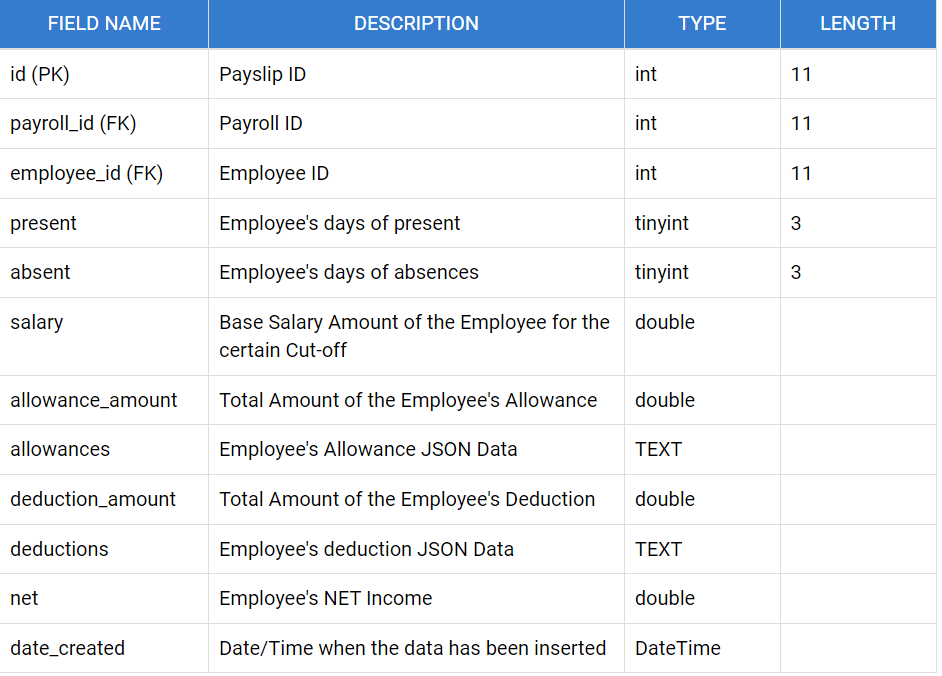 FIELD NAME DESCRIPTION TYPE LENGTH
id (PK) Payslip ID int 11
payroll_id (FK) Payroll ID int 11
employee_id (FK) Employee ID int 11
present Employee's days of present tinyint 3
absent Employee's days of absences tinyint 3
salary Base Salary Amount of the Employee for the double
certain Cut-off
allowance_amount Total Amount of the Employee's Allowance double
allowances Employee's Allowance JSON Data TEXT
deduction_amount Total Amount of the Employee's Deduction double
deductions Employee's deduction JSON Data TEXT
net Employee's NET Income double
date_created Date/Time when the data has been inserted DateTime